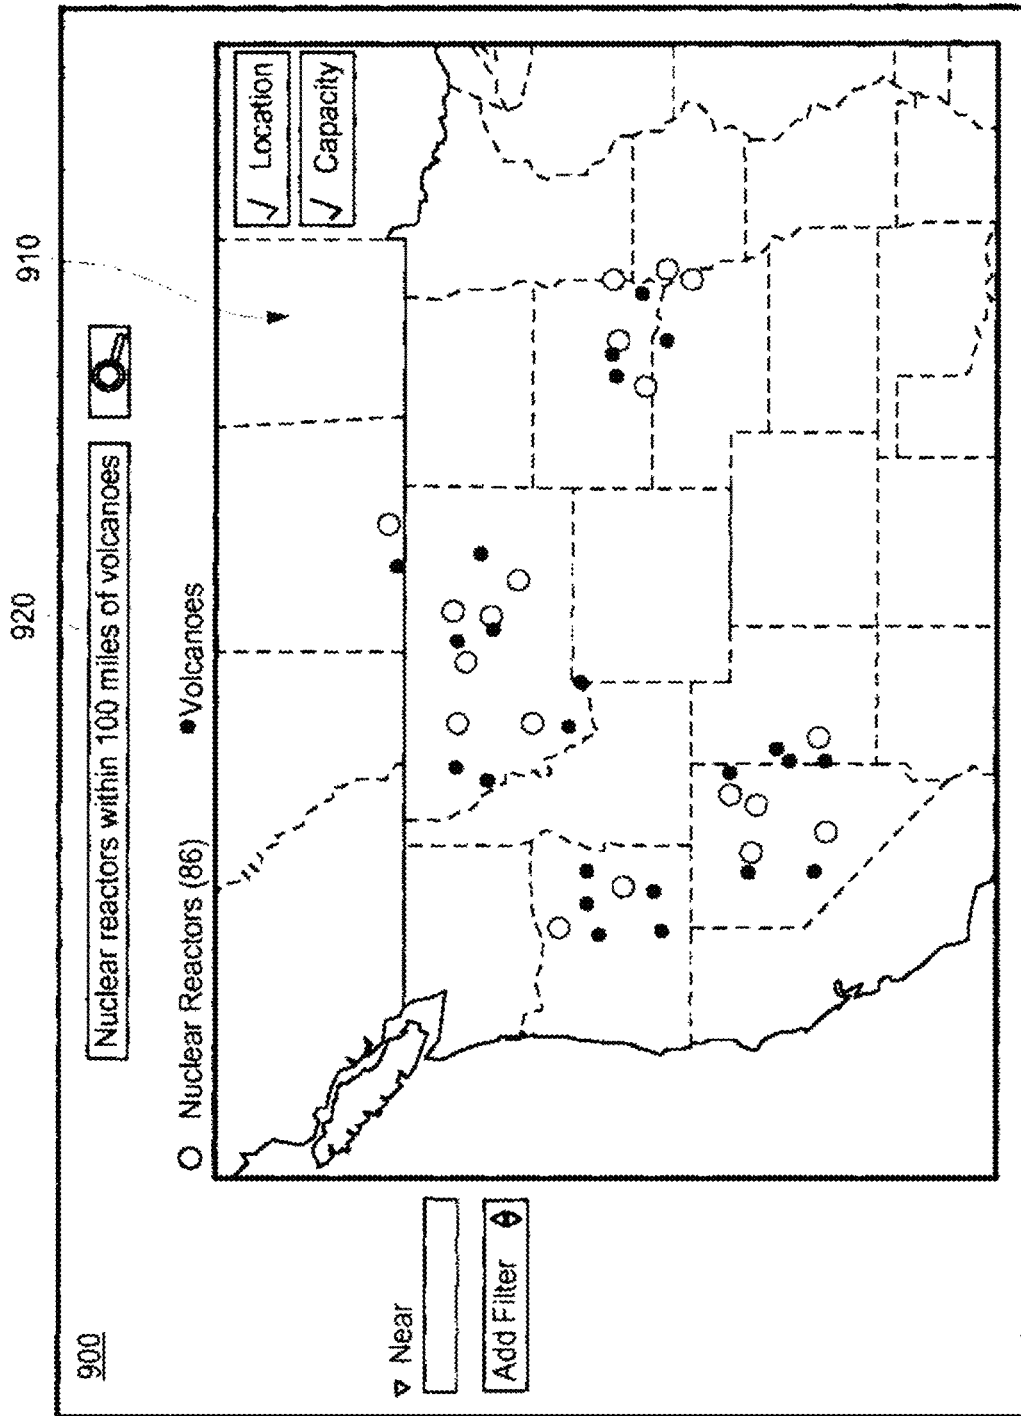 900
920
910
Nuclear reactors within 100 miles of volcanoes
Nuclear Reactors (86)
Volcanoes
Near
Add Filter
√ Location
√ Capacity